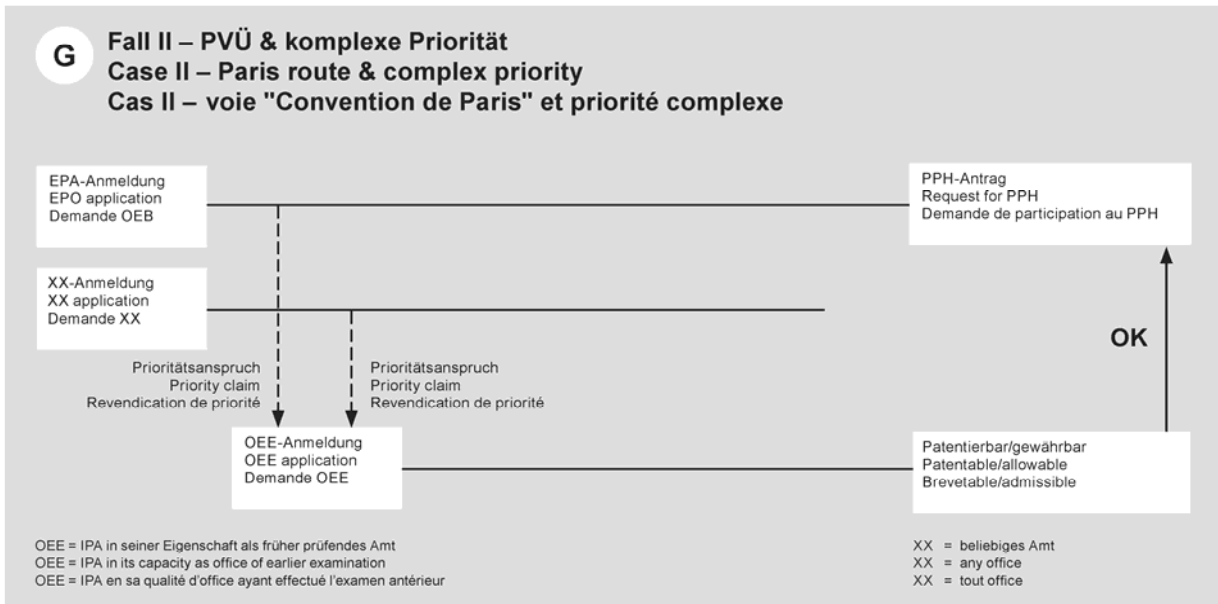 G
Fall II – PVÜ & komplexe Priorität
Case II – Paris route & complex priority
Cas II – voie "Convention de Paris" et priorité complexe
EPA-Anmeldung
EPO application
Demande OEB
PPH-Antrag
Request for PPH
Demande de participation au PPH
XX-Anmeldung
XX application
Demande XX
OK
Prioritätsanspruch
Priority claim
Revendication de priorité
Prioritätsanspruch
Priority claim
Revendication de priorité
OEE-Anmeldung
OEE application
Demande OEE
Patentierbar/gewährbar
Patentable/allowable
Brevetable/admissible
OEE = IPA in seiner Eigenschaft als früher prüfendes Amt
OEE = IPA in its capacity as office of earlier examination
OEE = IPA en sa qualité d'office ayant effectué l'examen antérieur
XX = beliebiges Amt
XX = any office
XX = tout office